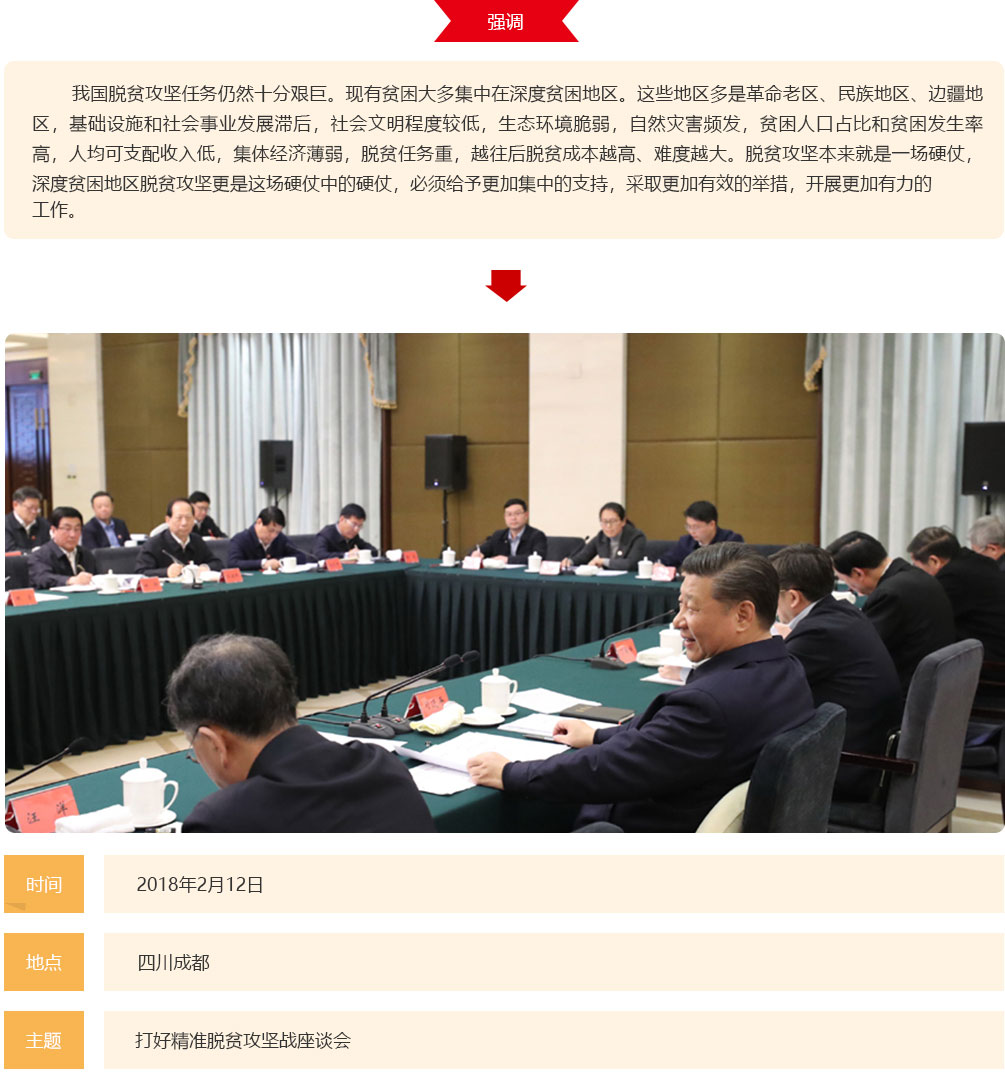 强调
我国脱贫攻坚任务仍然十分艰巨。现有贫困大多集中在深度贫困地区。这些地区多是革命老区、民族地区、边疆地
区，基础设施和社会事业发展滞后，社会文明程度较低，生态环境脆弱，自然灾害频发，贫困人口占比和贫困发生率
高，人均可支配收入低，集体经济薄弱，脱贫任务重，越往后脱贫成本越高、难度越大。脱贫攻坚本来就是一场硬仗，
深度贫困地区脱贫攻坚更是这场硬仗中的硬仗，必须给予更加集中的支持，采取更加有效的举措，开展更加有力的
工作。
汪 洋
时间
2018年2月12日
地点
四川成都
主题
打好精准脱贫攻坚战座谈会